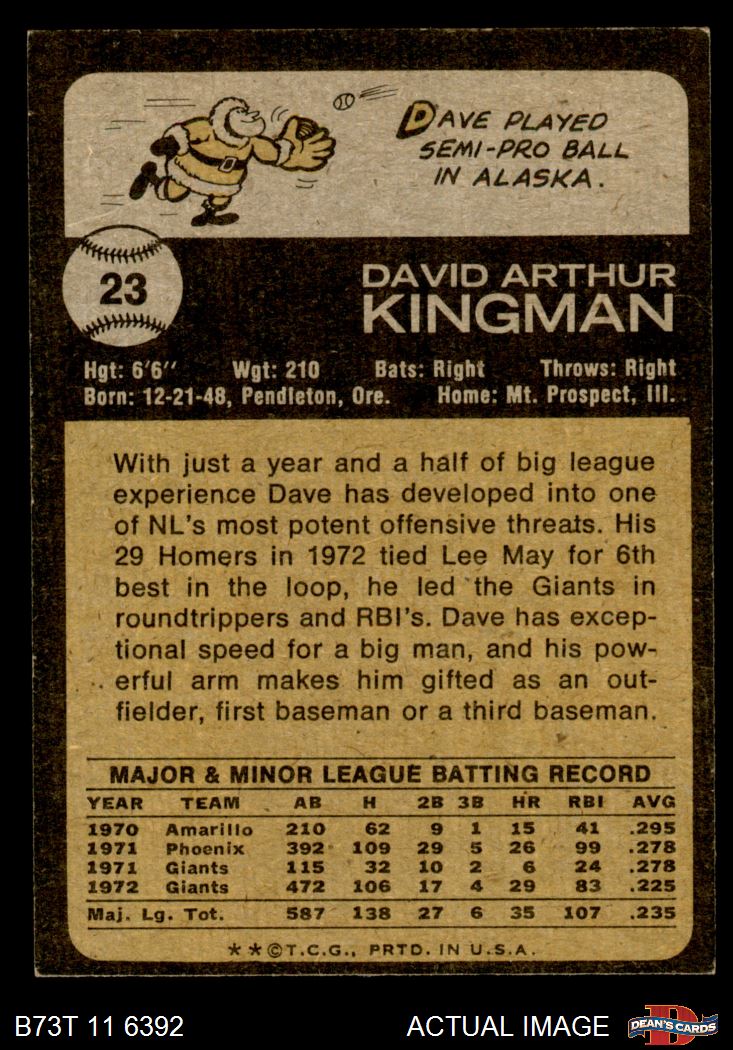 DAVE PLAYED
SEMI-PRO BALL
IN ALASKA.
23
DAVID ARTHUR
KINGMAN
Hgt: 6'6'' Wgt: 210 Bats: Right Throws: Right
Born: 12-21-48, Pendleton, Ore. Home: Mt. Prospect, Ill.
With just a year and a half of big league
experience Dave has developed into one
of NL's most potent offensive threats. His
29 Homers in 1972 tied Lee May for 6th
best in the loop, he led the Giants in
roundtrippers and RBI's. Dave has excep-
tional speed for a big man, and his pow-
erful arm makes him gifted as an out-
fielder, first baseman or a third baseman.
MAJOR & MINOR LEAGUE BATTING RECORD
YEAR TEAM AB H 2B 3B HR RBI AVG
1970 Amarillo 210 62 9 1 15 41 .295
1971 Phoenix 392 109 29 5 26 99 .278
1971 Giants 115 32 10 2 6 24 .278
1972 Giants 472 106 17 4 29 83 .225
Maj. Lg. Tot. 587 138 27 6 35 107 .235
**©T.C.G., PRTD. IN U.S.A.
B73T 11 6392 ACTUAL IMAGE D DEAN'S CARDS